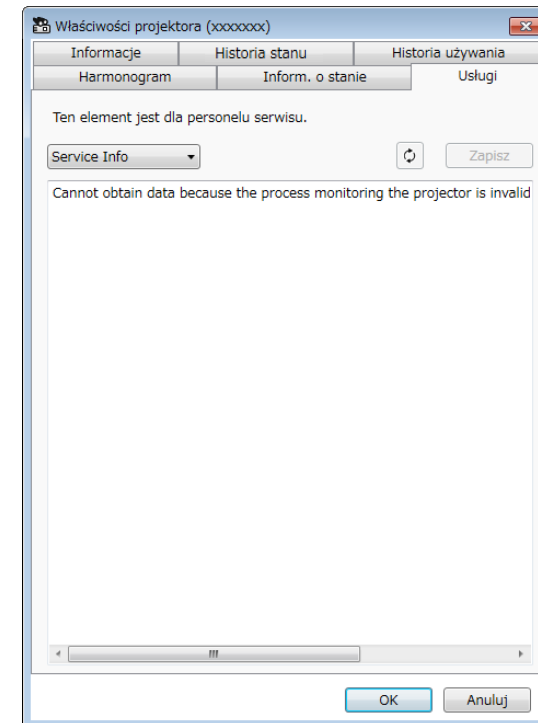 Właściwości projektora (xxxxxxx)
Informacje
Historia stanu
Historia używania
Harmonogram
Inform. o stanie
Usługi
Ten element jest dla personelu serwisu.
Service Info
Zapisz
Cannot obtain data because the process monitoring the projector is invalid
OK
Anuluj